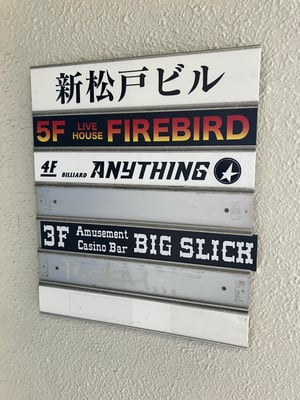 新松戸ビル
5F LIVE HOUSE FIREBIRD
4F BILLIARD ANYTHING
3F Amusement Casino Bar BIG SLICK